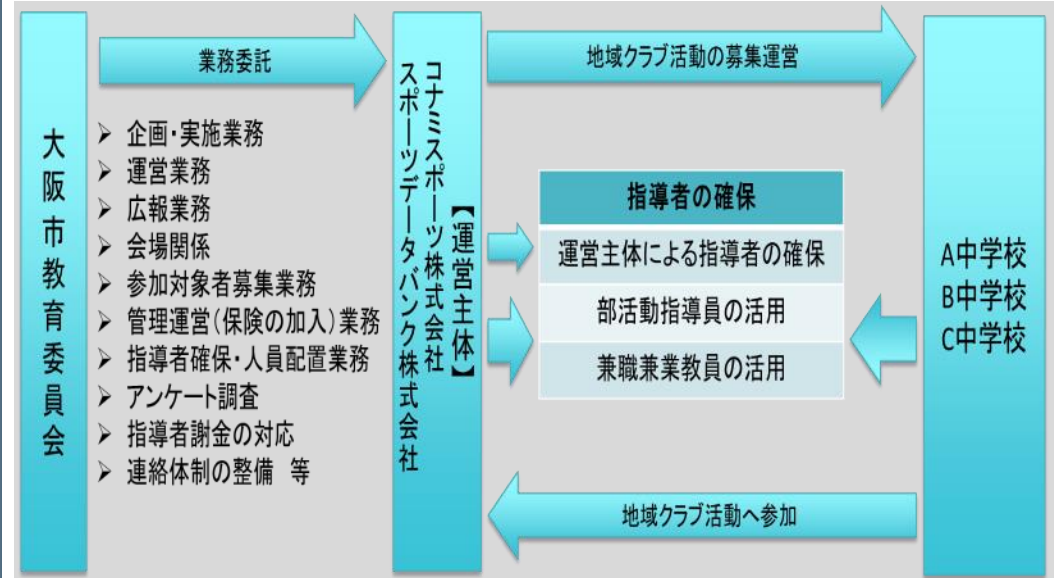 大阪市教育委員会
業務委託
➢ 企画・実施業務
➢ 運営業務
➢ 広報業務
➢ 会場関係
➢ 参加対象者募集業務
➢ 管理運営(保険の加入)業務
➢ 指導者確保・人員配置業務
➢ アンケート調査
➢ 指導者謝金の対応
➢ 連絡体制の整備 等
【運営主体】
コナミスポーツ株式会社
スポーツデータバンク株式会社
地域クラブ活動の募集運営
指導者の確保
運営主体による指導者の確保
部活動指導員の活用
兼職兼業教員の活用
地域クラブ活動へ参加
A中学校
B中学校
C中学校